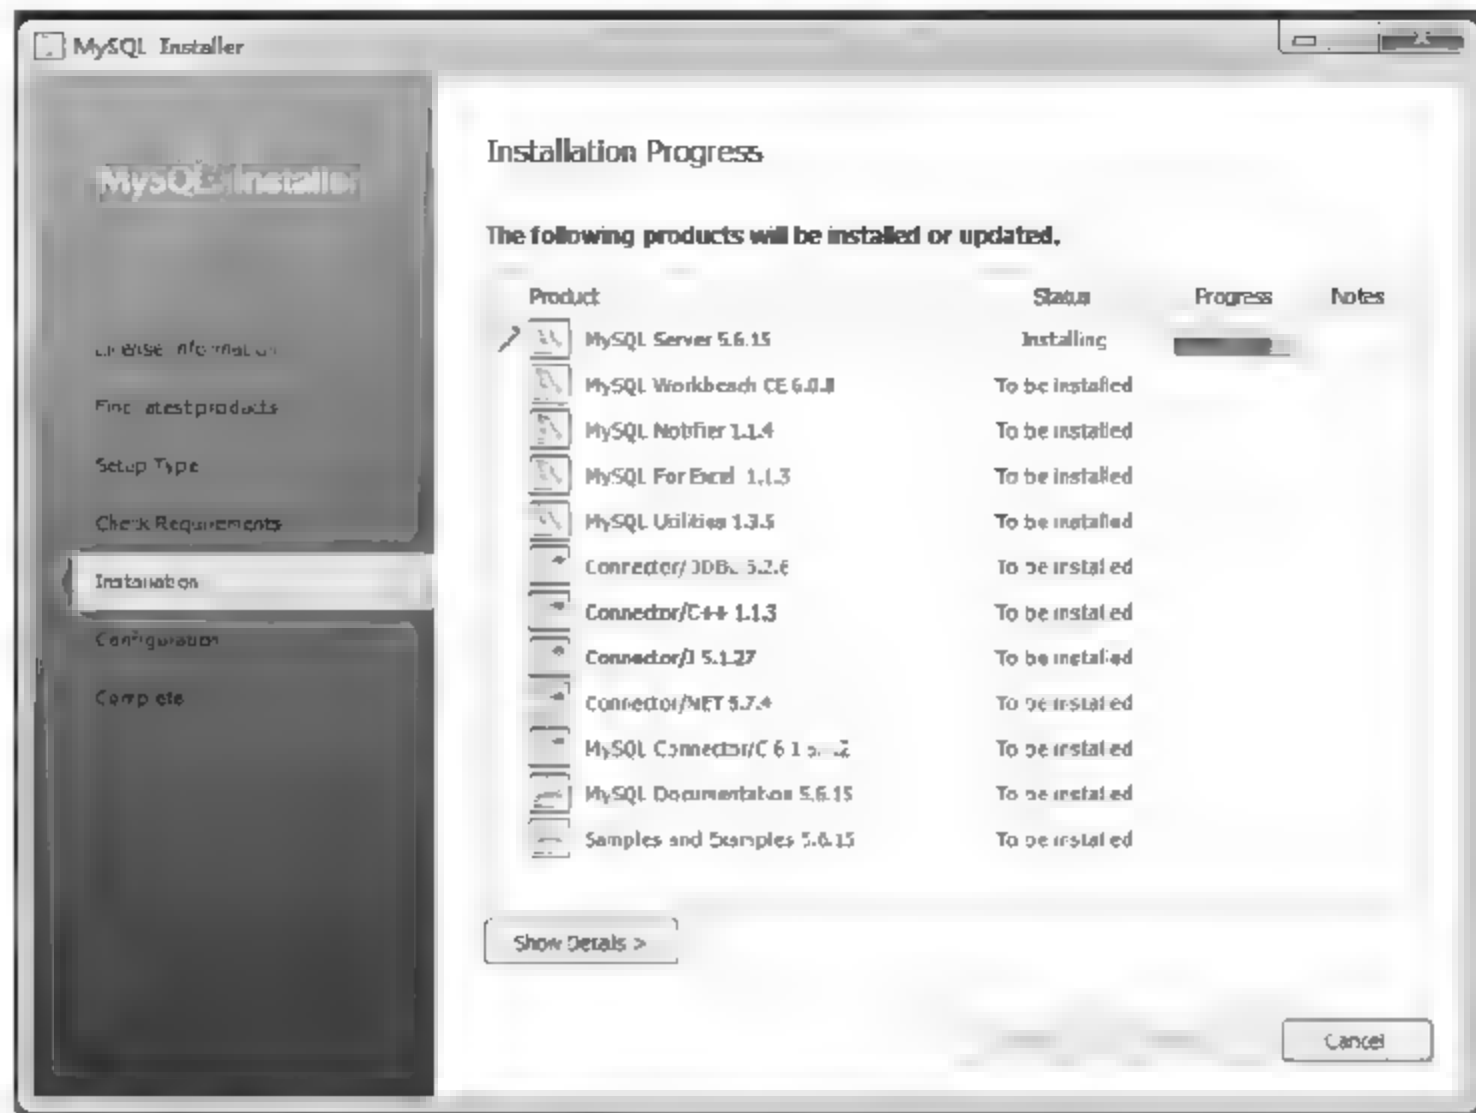 MySQL Installer
MySQL Installer
License Information
Find latest products
Setup Type
Check Requirements
Installation
Configuration
Complete
Installation Progress
The following products will be installed or updated.
Product Status Progress Notes
MySQL Server 5.6.15 Installing
MySQL Workbench CE 6.0.8 To be installed
MySQL Notifier 1.1.4 To be installed
MySQL For Excel 1.1.3 To be installed
MySQL Utilities 1.3.5 To be installed
Connector/ODBC 5.2.6 To be installed
Connector/C++ 1.1.3 To be installed
Connector/J 5.1.27 To be installed
Connector/NET To be installed
MySQL Connector/C 6.1 To be installed
MySQL Documentation 5.6.15 To be installed
Samples and Examples 5.6.15 To be installed
Show Details >
Cancel